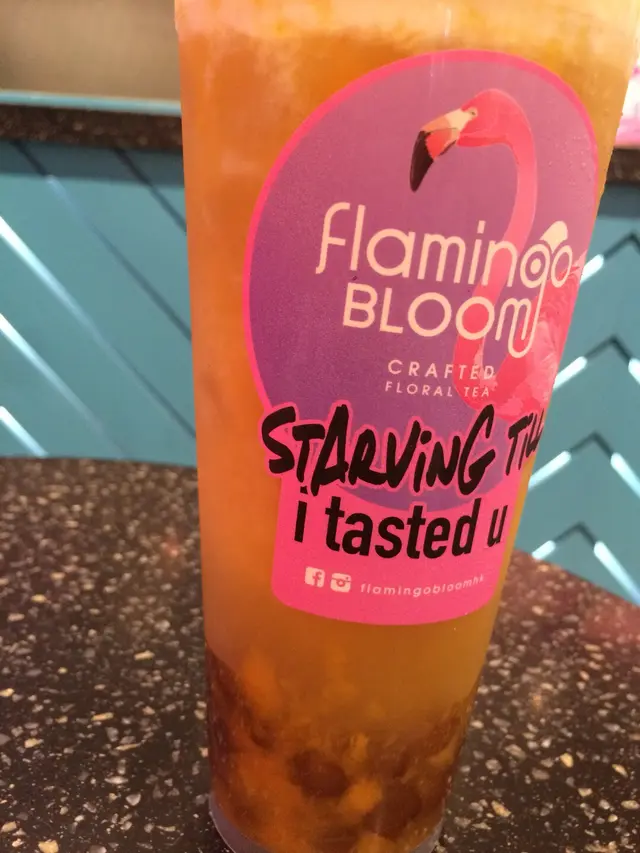 flamingo
BLOOM
CRAFTED
FLORAL TEA
STARViNG TiLL
i tasted u
flamingobloomhk